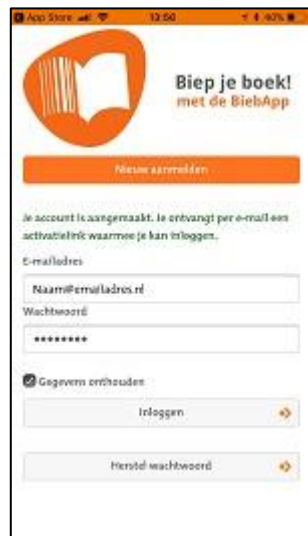 App Store 13:50 40%
Biep je boek!
met de BiebApp
Nieuw aanmelden
Je account is aangemaakt. Je ontvangt per e-mail een
activatielink waarmee je kan inloggen.
E-mailadres
Naam@emailadres.nl
Wachtwoord
••••••••
Gegevens onthouden
Inloggen
Herstel wachtwoord